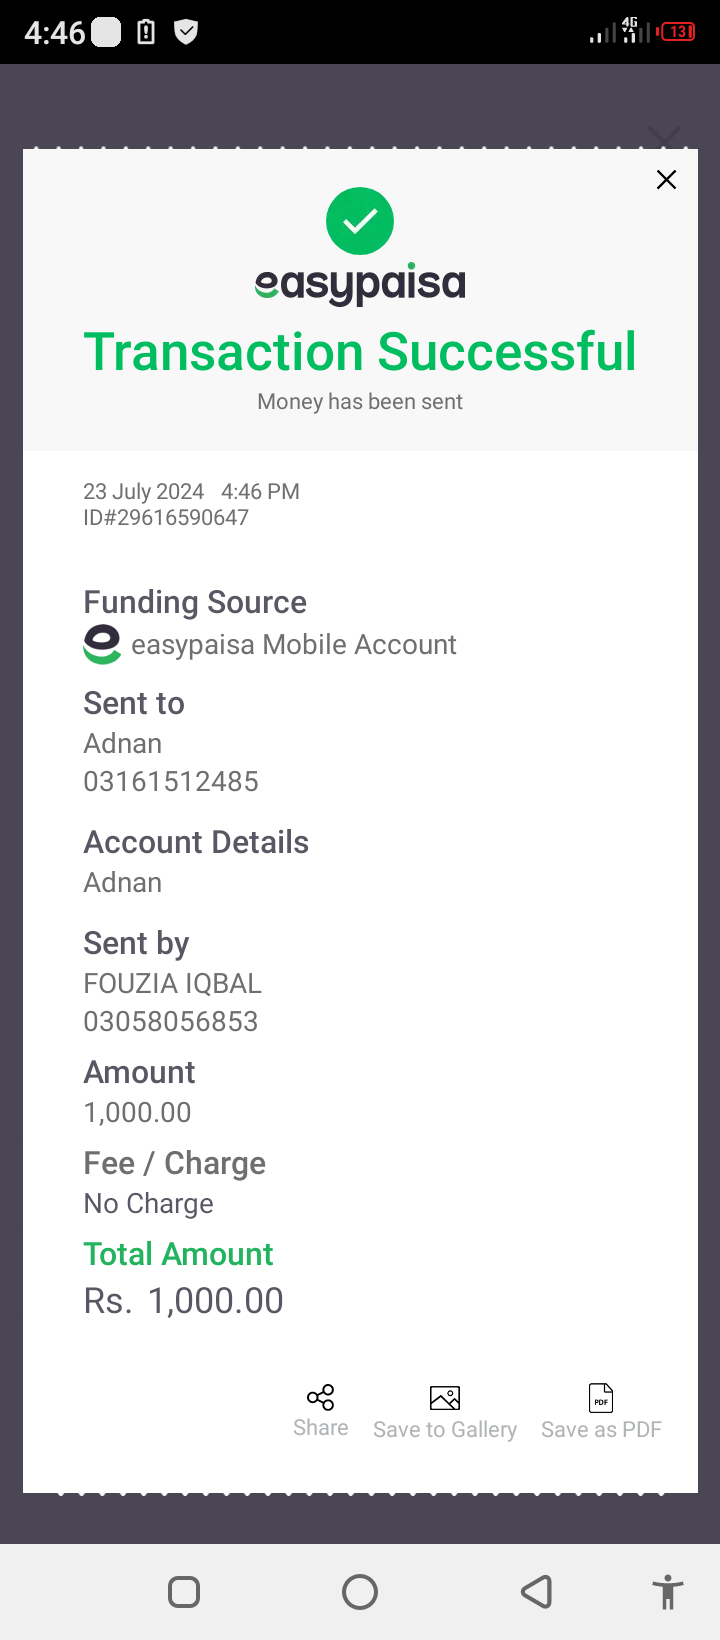 4:46
4G
13
easypaisa
Transaction Successful
Money has been sent
23 July 2024 4:46 PM
ID#29616590647
Funding Source
easypaisa Mobile Account
Sent to
Adnan
03161512485
Account Details
Adnan
Sent by
FOUZIA IQBAL
03058056853
Amount
1,000.00
Fee / Charge
No Charge
Total Amount
Rs. 1,000.00
PDF
Share Save to Gallery Save as PDF